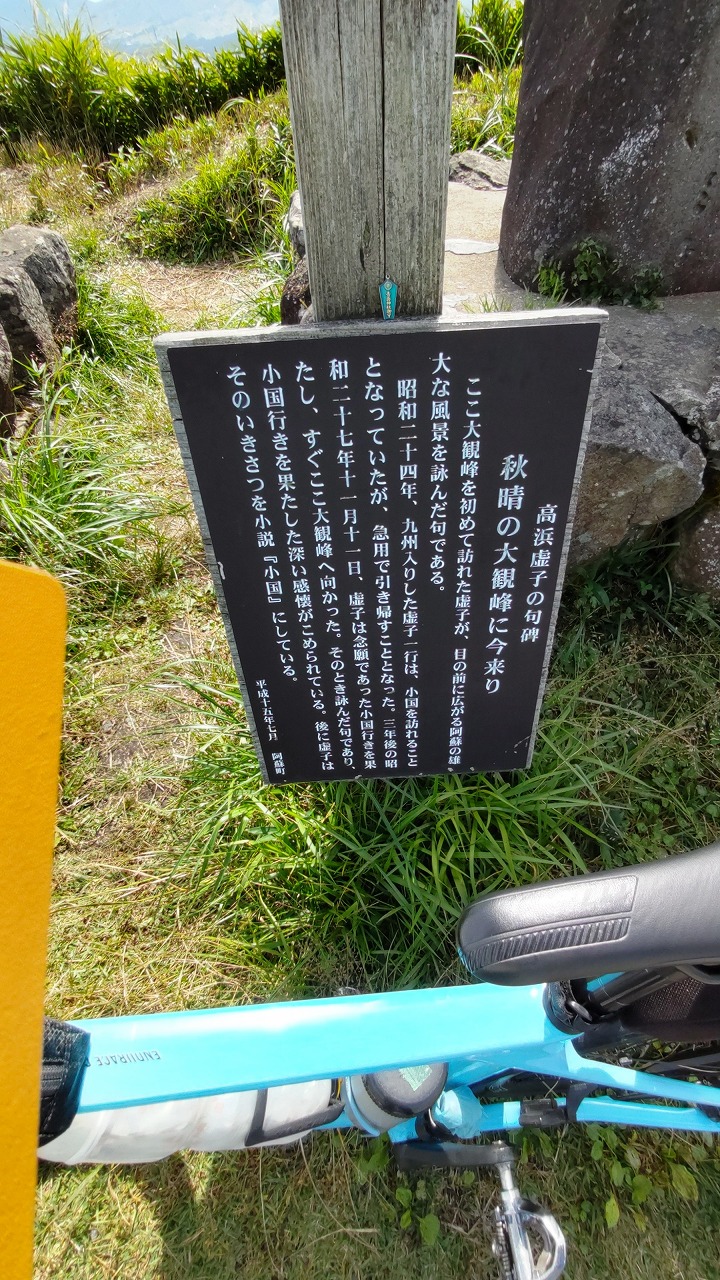 高浜虚子の句碑
秋晴の大観峰に今来り
ここ大観峰を初めて訪れた虚子が、目の前に広がる阿蘇の雄
大な風景を詠んだ句である。
昭和二十四年、九州入りした虚子一行は、小国を訪れること
となっていたが、急用で引き帰すこととなった。三年後の昭
和二十七年十一月十一日、虚子は念願であった小国行きを果
たし、すぐここ大観峰へ向かった。そのとき詠んだ句であり、
小国行きを果たした深い感懐がこめられている。後に虚子は
そのいきさつを小説『小国』にしている。
平成十五年七月 阿蘇町
ENDURACE